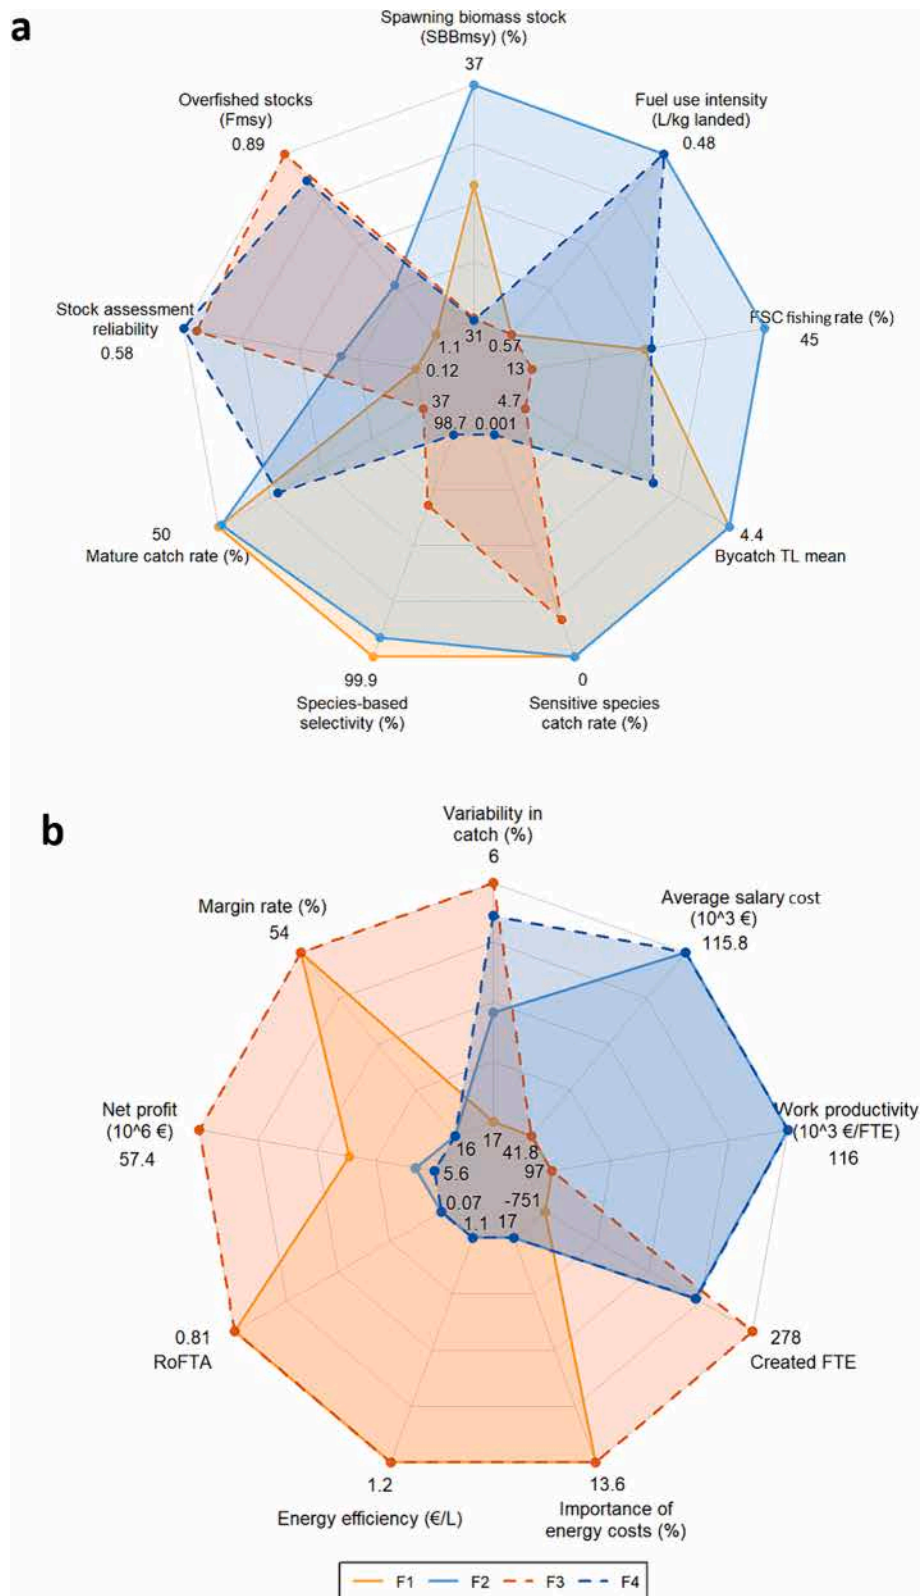 a
Spawning biomass stock
(SBBmsy) (%)
37
Overfished stocks
(Fmsy)
0.89
Fuel use intensity
(L/kg landed)
0.48
Stock assessment
reliability
0.58
FSC fishing rate (%)
45
31
1.1
0.57
0.12
13
37
4.7
98.7
0.001
50
Mature catch rate (%)
4.4
Bycatch TL mean
99.9
Species-based
selectivity (%)
0
Sensitive species
catch rate (%)
b
Variability in
catch (%)
6
Margin rate (%)
54
Average salary cost
(10^3 €)
115.8
Net profit
(10^6 €)
57.4
Work productivity
(10^3 €/FTE)
116
17
16
41.8
5.6
97
0.07
-751
1.1
17
0.81
RoFTA
278
Created FTE
1.2
Energy efficiency (€/L)
13.6
Importance of
energy costs (%)
F1 F2 F3 F4